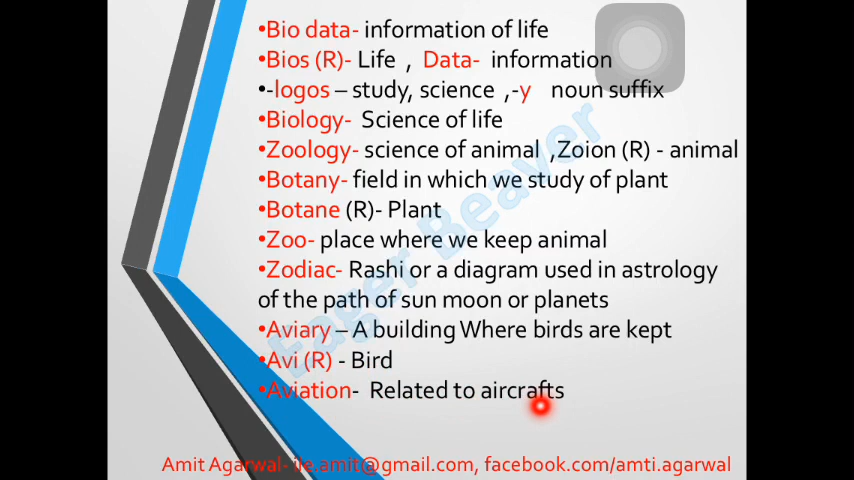 •Bio data- information of life
•Bios (R)- Life , Data- information
•-logos – study, science ,-y noun suffix
•Biology- Science of life
•Zoology- science of animal ,Zoion (R) - animal
•Botany- field in which we study of plant
•Botane (R)- Plant
•Zoo- place where we keep animal
•Zodiac- Rashi or a diagram used in astrology
of the path of sun moon or planets
•Aviary – A building Where birds are kept
•Avi (R) - Bird
•Aviation- Related to aircrafts
Eager Beaver
Amit Agarwal- ile.amit@gmail.com, facebook.com/amti.agarwal